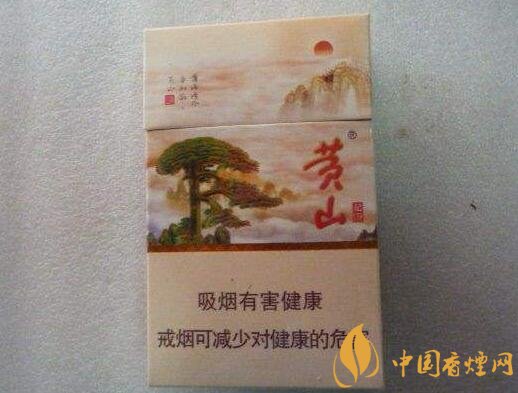 黄山
吸烟有害健康
戒烟可减少对健康的危害
中国香煙网